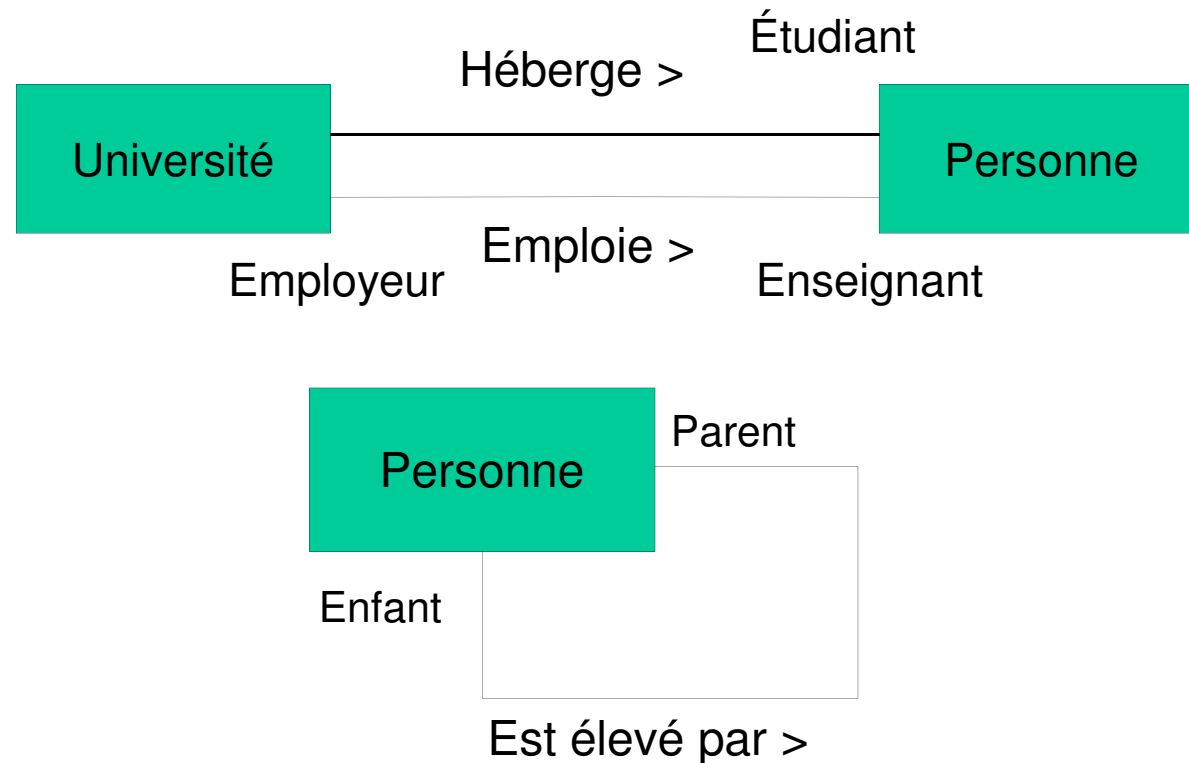 Étudiant
Héberge >
Université
Personne
Emploie >
Employeur
Enseignant
Parent
Personne
Enfant
Est élevé par >